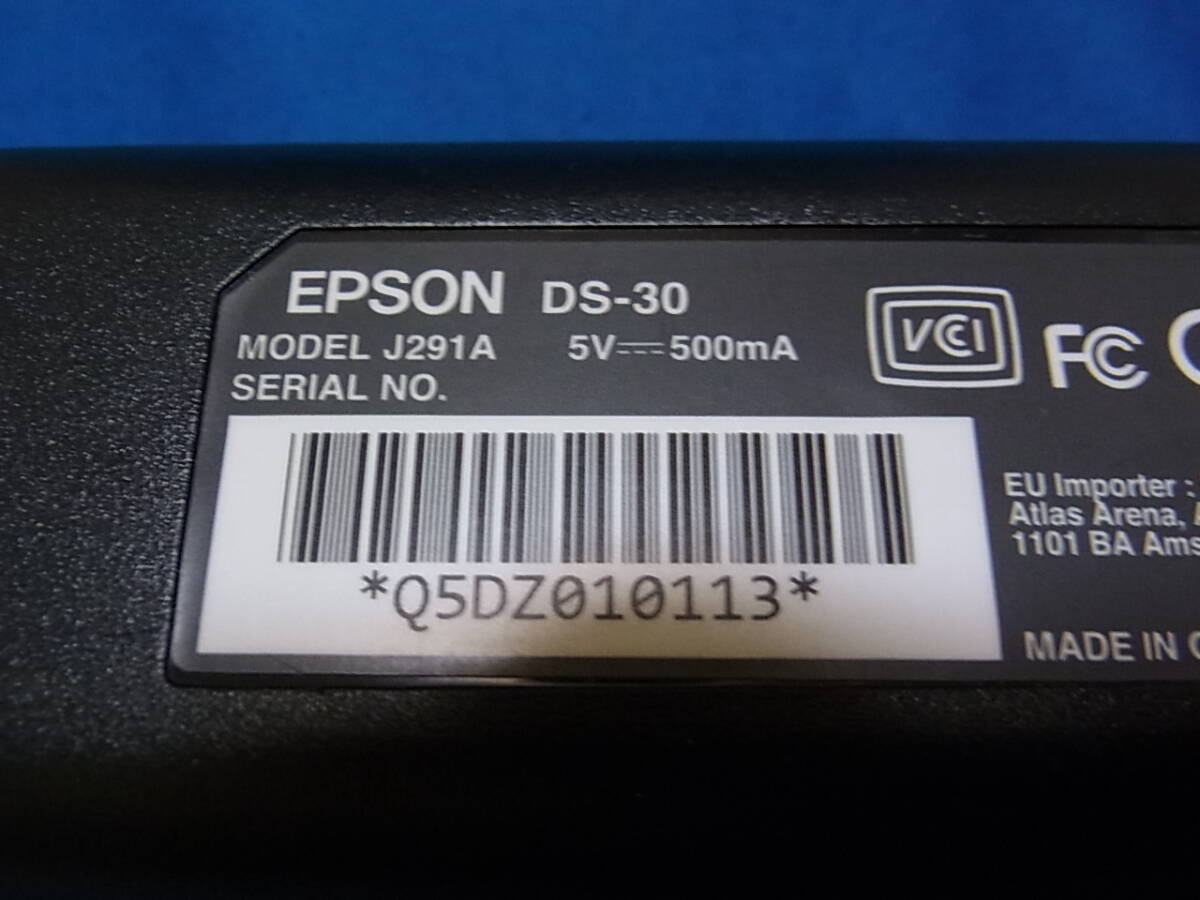 EPSON DS-30
MODEL J291A 5V⎓500mA
SERIAL NO.
VCI FC
*Q5DZ010113*
EU Importer :
Atlas Arena,
1101 BA
MADE IN